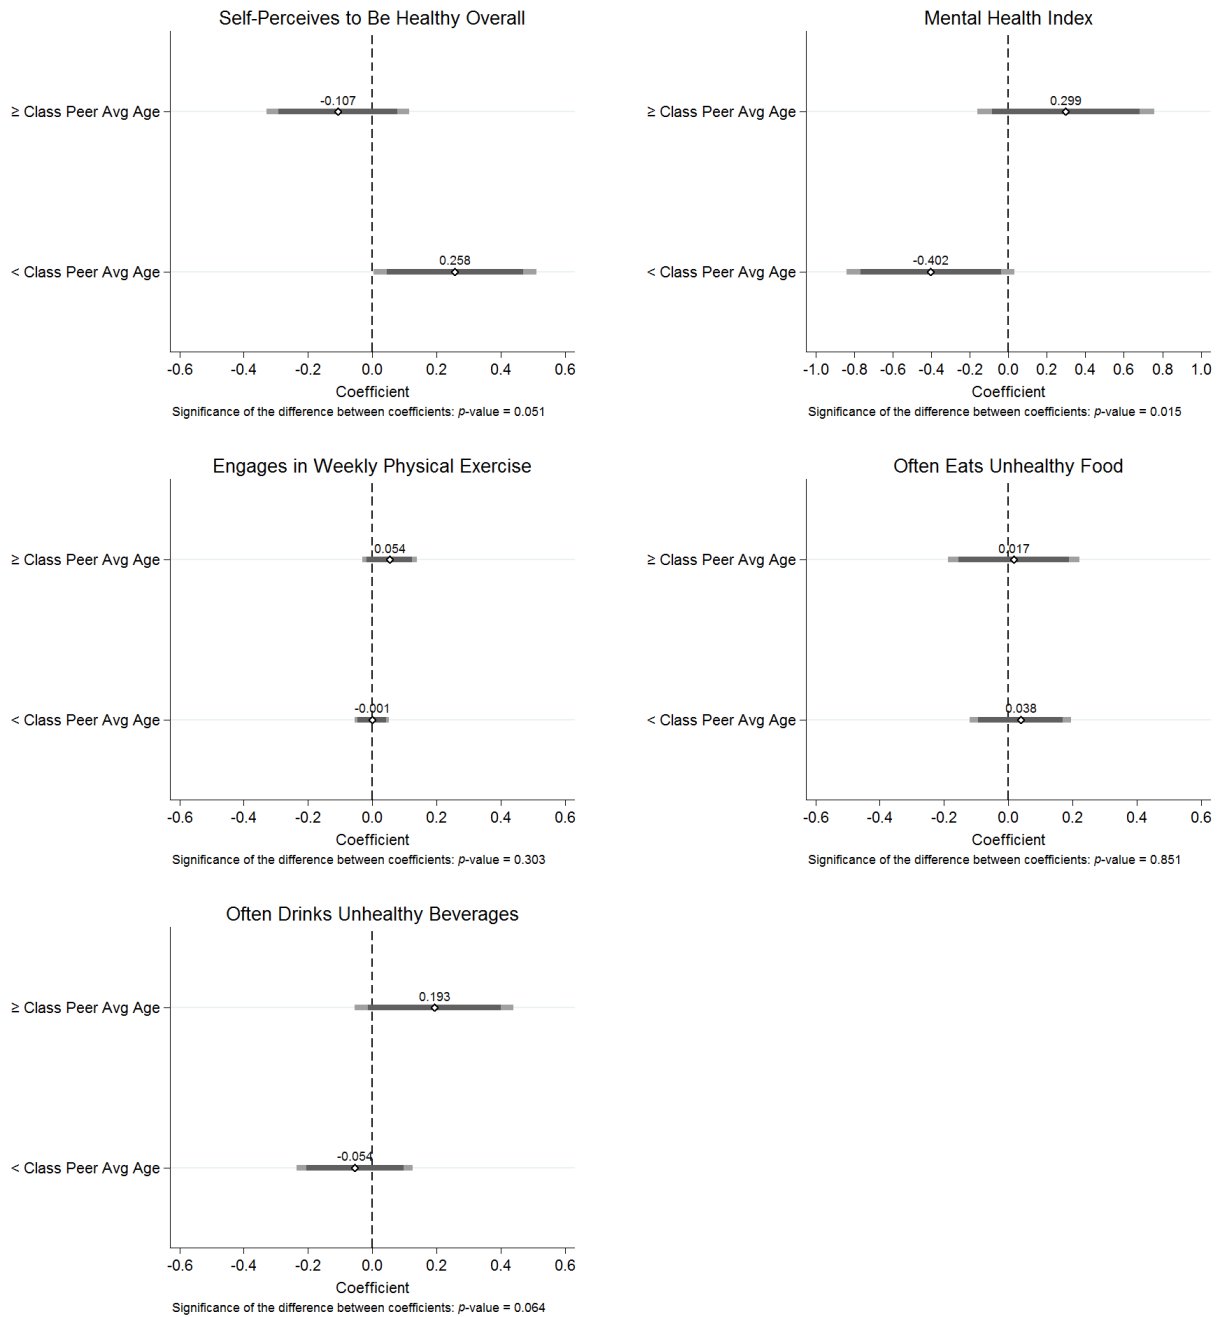 Self-Perceives to Be Healthy Overall
≥ Class Peer Avg Age
-0.107
< Class Peer Avg Age
0.258
-0.6 -0.4 -0.2 0.0 0.2 0.4 0.6
Coefficient
Significance of the difference between coefficients: p-value = 0.051
Mental Health Index
≥ Class Peer Avg Age
0.299
< Class Peer Avg Age
-0.402
-1.0 -0.8 -0.6 -0.4 -0.2 0.0 0.2 0.4 0.6 0.8 1.0
Coefficient
Significance of the difference between coefficients: p-value = 0.015
Engages in Weekly Physical Exercise
≥ Class Peer Avg Age
0.054
< Class Peer Avg Age
-0.001
-0.6 -0.4 -0.2 0.0 0.2 0.4 0.6
Coefficient
Significance of the difference between coefficients: p-value = 0.303
Often Eats Unhealthy Food
≥ Class Peer Avg Age
0.017
< Class Peer Avg Age
0.038
-0.6 -0.4 -0.2 0.0 0.2 0.4 0.6
Coefficient
Significance of the difference between coefficients: p-value = 0.851
Often Drinks Unhealthy Beverages
≥ Class Peer Avg Age
0.193
< Class Peer Avg Age
-0.054
-0.6 -0.4 -0.2 0.0 0.2 0.4 0.6
Coefficient
Significance of the difference between coefficients: p-value = 0.064